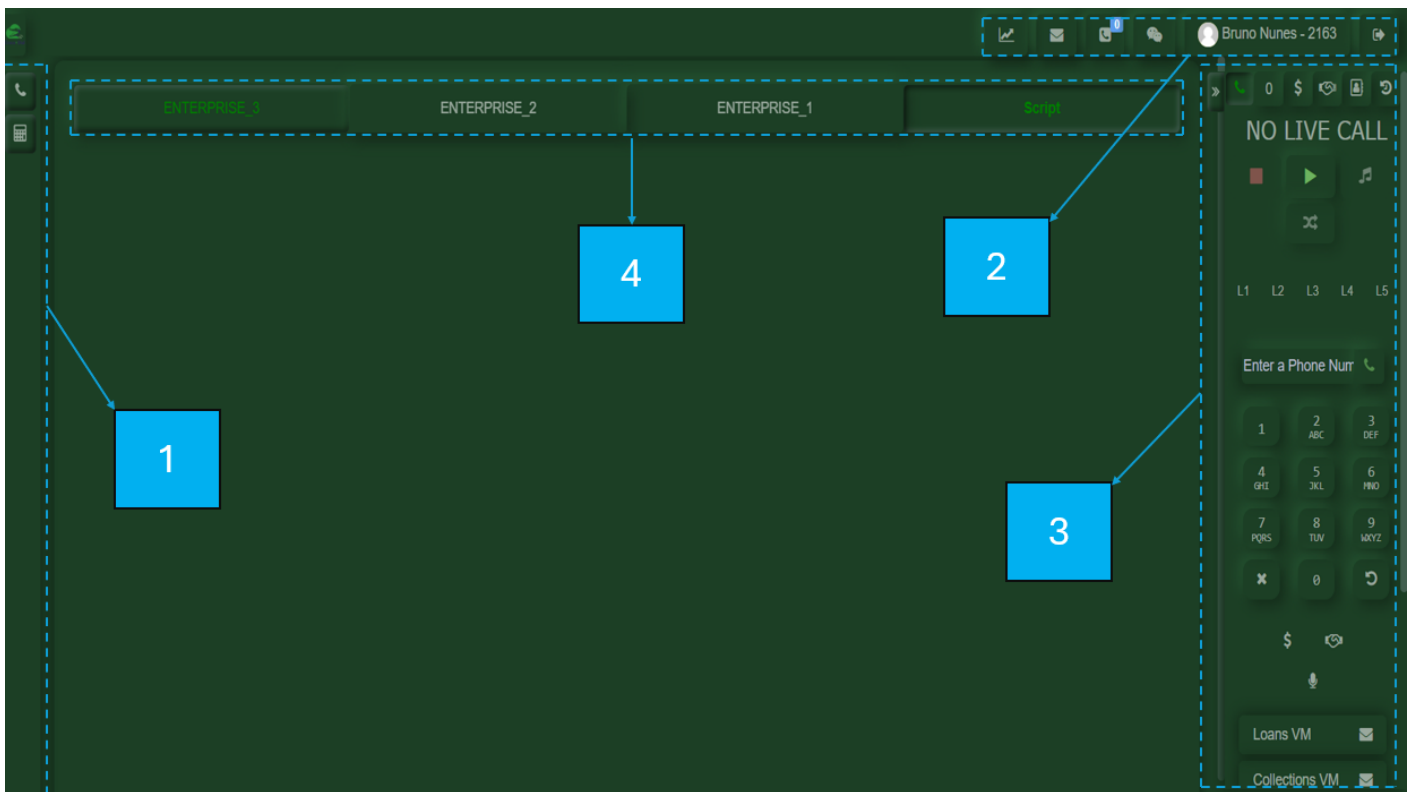 0
Bruno Nunes - 2163
ENTERPRISE_3
ENTERPRISE_2
ENTERPRISE_1
Script
0
NO LIVE CALL
L1 L2 L3 L4 L5
Enter a Phone Num
1
2
ABC
3
DEF
4
GHI
5
JKL
6
MNO
7
PQRS
8
TUV
9
WXYZ
0
Loans VM
Collections VM
4
2
1
3